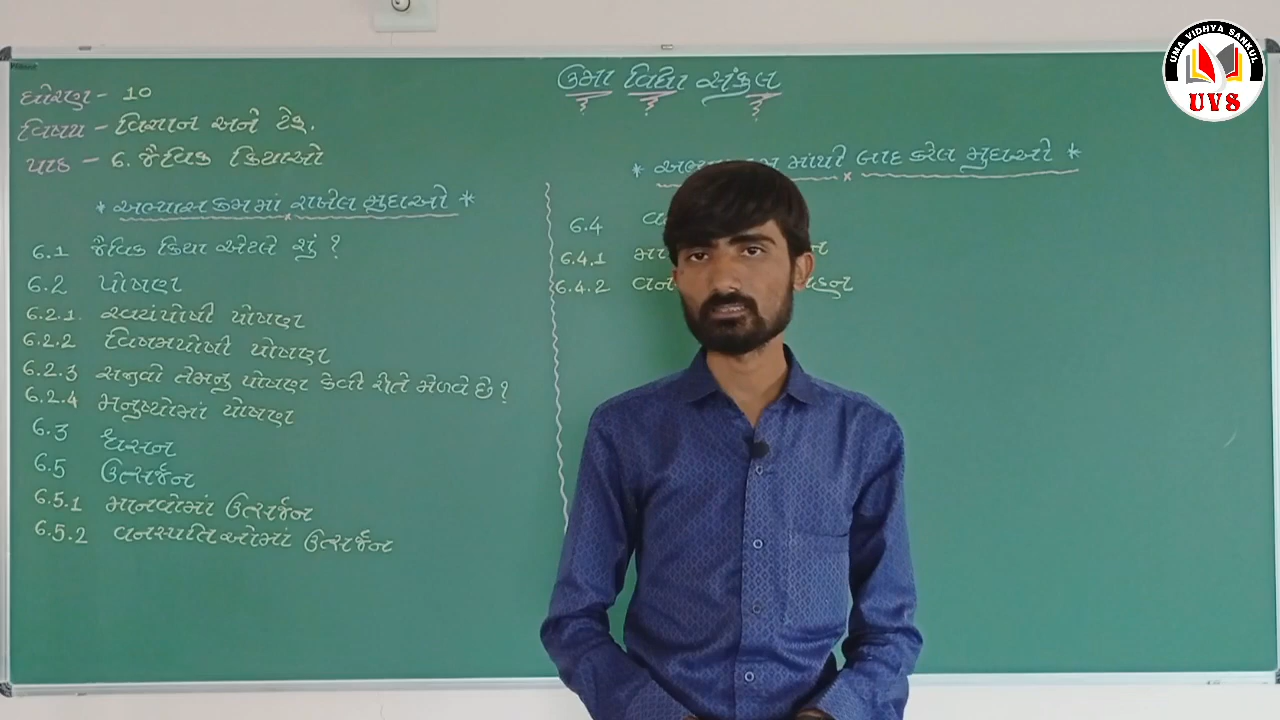 ઉમા વિદ્યા સંકુલ
ધોરણ - 10
વિષય - વિજ્ઞાન અને ટેક.
પાઠ - 6. જૈવિક ક્રિયાઓ
* અભ્યાસક્રમમાં રાખેલ મુદ્દાઓ *
6.1 જૈવિક ક્રિયા એટલે શું ?
6.2 પોષણ
6.2.1. સ્વયંપોષી પોષણ
6.2.2 વિષમપોષી પોષણ
6.2.3 સજીવો તેમનું પોષણ કેવી રીતે મેળવે છે ?
6.2.4 મનુષ્યોમાં પોષણ
6.3 શ્વસન
6.5 ઉત્સર્જન
6.5.1 માનવોમાં ઉત્સર્જન
6.5.2 વનસ્પતિઓમાં ઉત્સર્જન
માંથી બાદ કરેલ મુદ્દાઓ *
6.4
6.4.1
6.4.2
UMA VIDHYA SANKUL
UVS